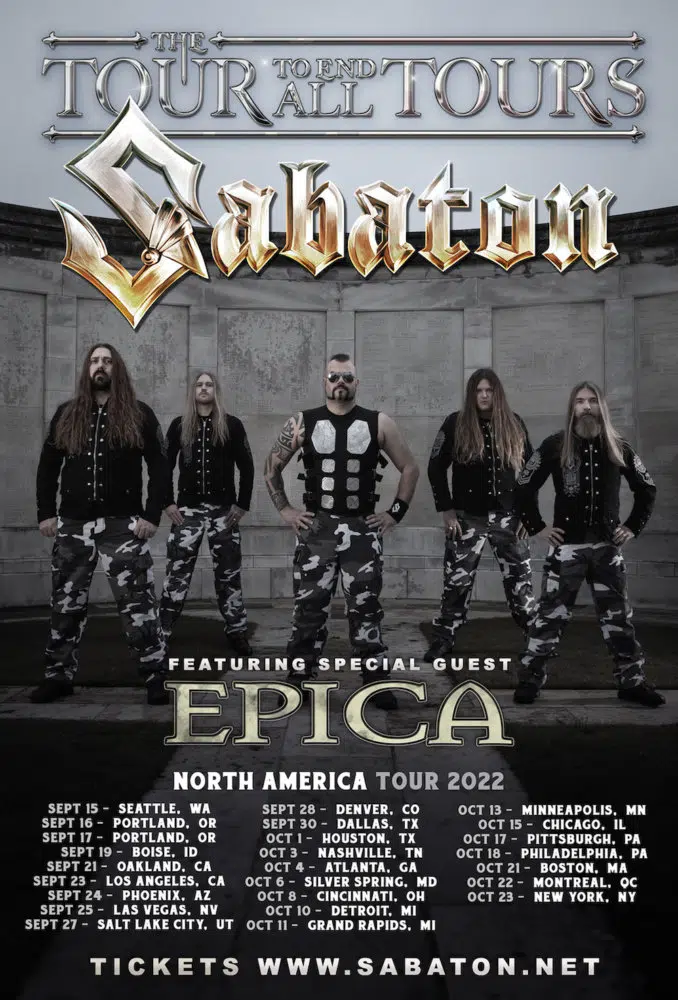 THE
TOUR TO END ALL TOURS
Sabaton
FEATURING SPECIAL GUEST
EPICA
NORTH AMERICA TOUR 2022
SEPT 15 - SEATTLE, WA
SEPT 16 - PORTLAND, OR
SEPT 17 - PORTLAND, OR
SEPT 19 - BOISE, ID
SEPT 21 - OAKLAND, CA
SEPT 23 - LOS ANGELES, CA
SEPT 24 - PHOENIX, AZ
SEPT 25 - LAS VEGAS, NV
SEPT 27 - SALT LAKE CITY, UT
SEPT 28 - DENVER, CO
SEPT 30 - DALLAS, TX
OCT 1 - HOUSTON, TX
OCT 3 - NASHVILLE, TN
OCT 4 - ATLANTA, GA
OCT 6 - SILVER SPRING, MD
OCT 8 - CINCINNATI, OH
OCT 10 - DETROIT, MI
OCT 11 - GRAND RAPIDS, MI
OCT 13 - MINNEAPOLIS, MN
OCT 15 - CHICAGO, IL
OCT 17 - PITTSBURGH, PA
OCT 18 - PHILADELPHIA, PA
OCT 21 - BOSTON, MA
OCT 22 - MONTREAL, QC
OCT 23 - NEW YORK, NY
TICKETS WWW.SABATON.NET